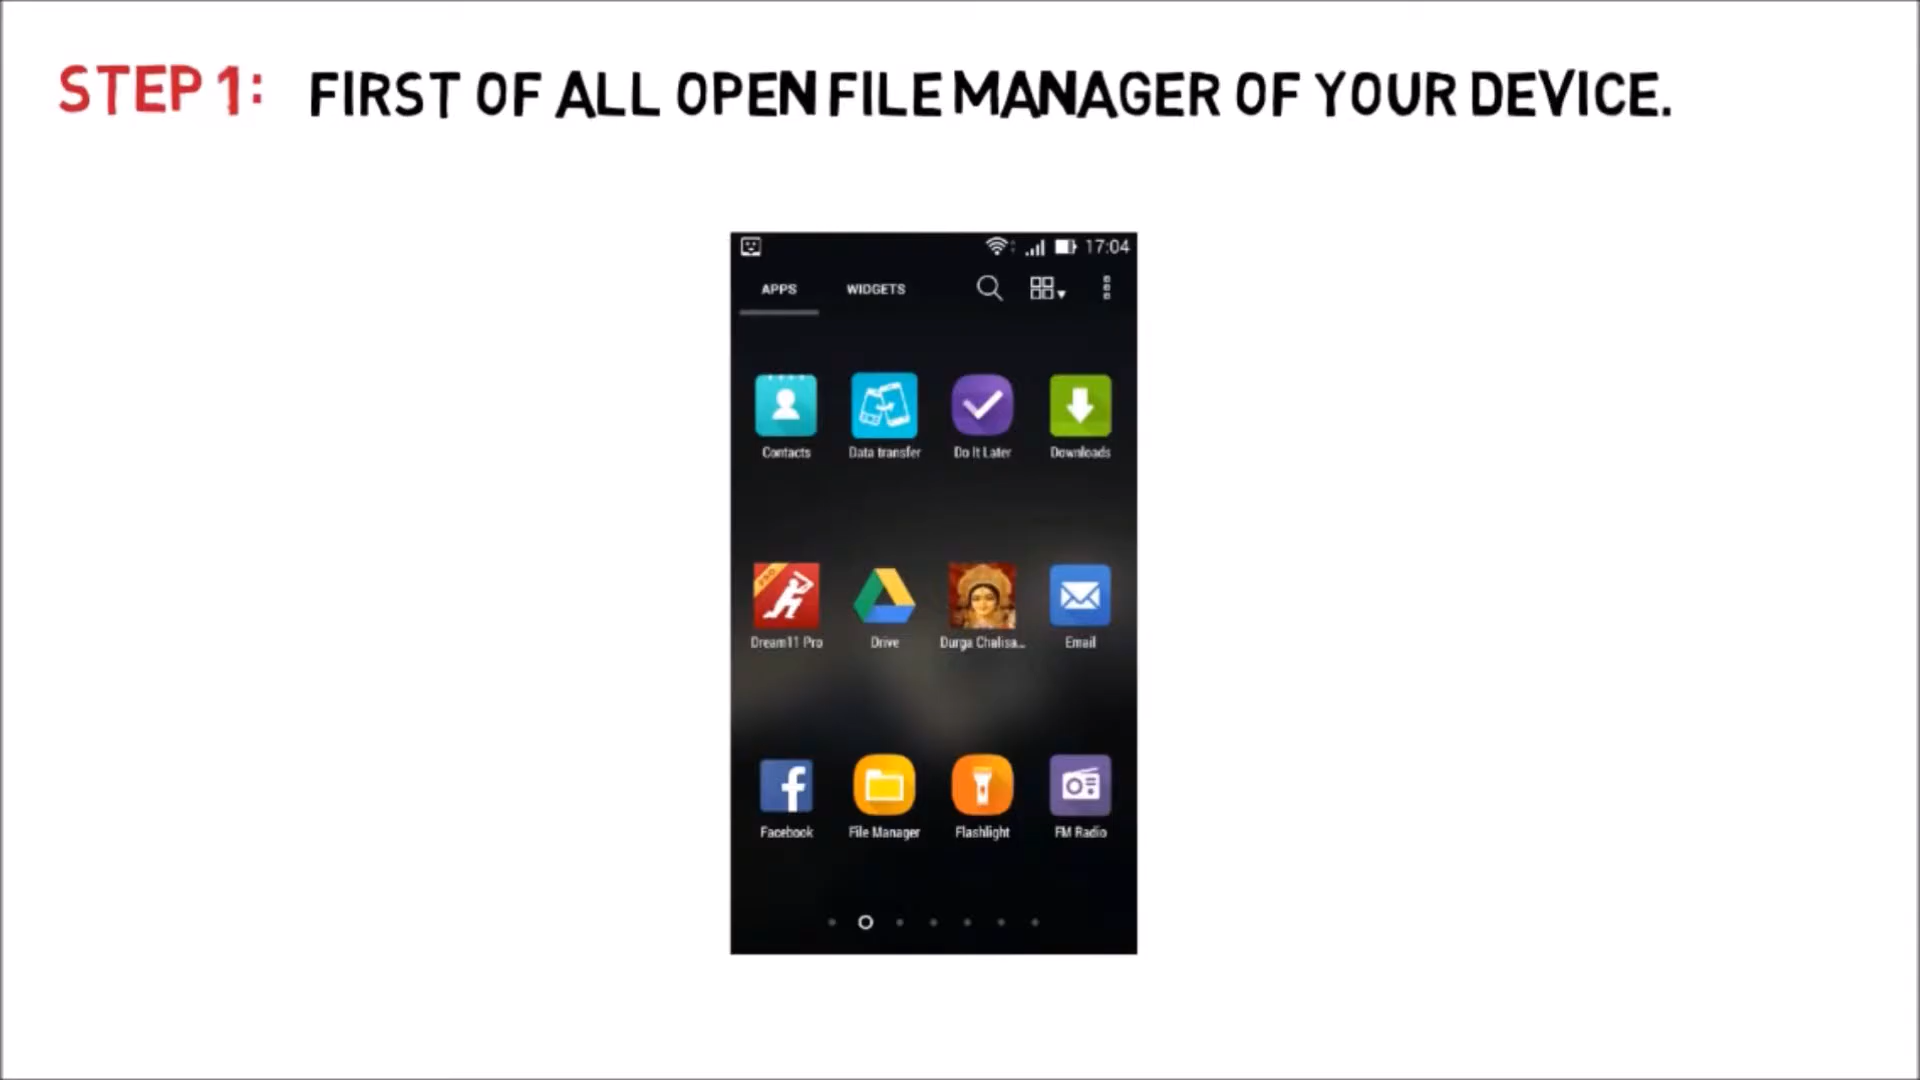 STEP 1: FIRST OF ALL OPEN FILE MANAGER OF YOUR DEVICE.
17:04
APPS WIDGETS
Contacts Data transfer Do It Later Downloads
PRO
Dream11 Pro Drive Durga Chalisa... Email
Facebook File Manager Flashlight FM Radio